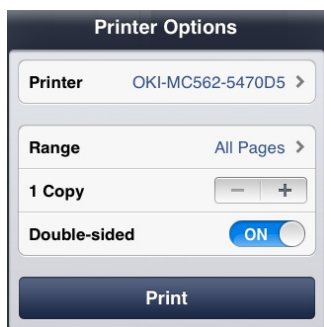 Printer Options
Printer OKI-MC562-5470D5 >
Range All Pages >
1 Copy − +
Double-sided ON
Print